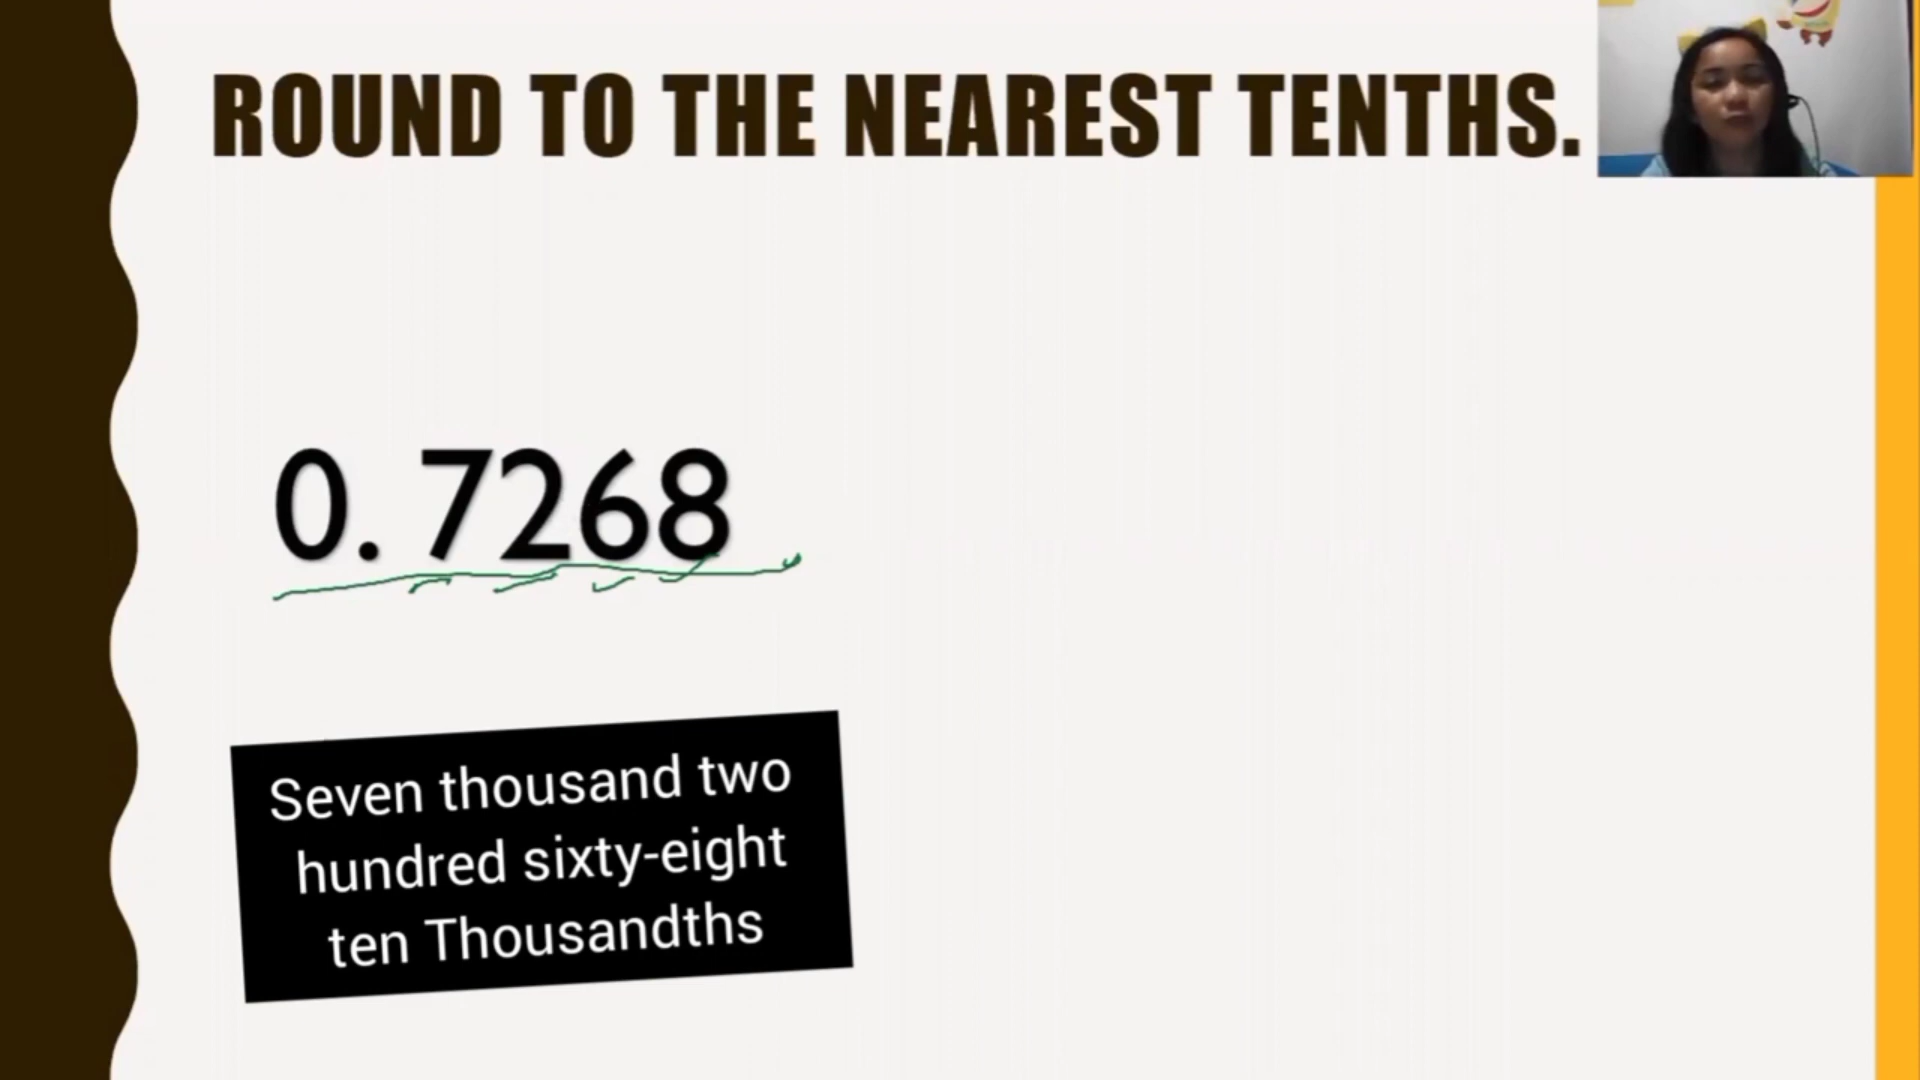 ROUND TO THE NEAREST TENTHS.
0. 7268
Seven thousand two
hundred sixty-eight
ten Thousandths